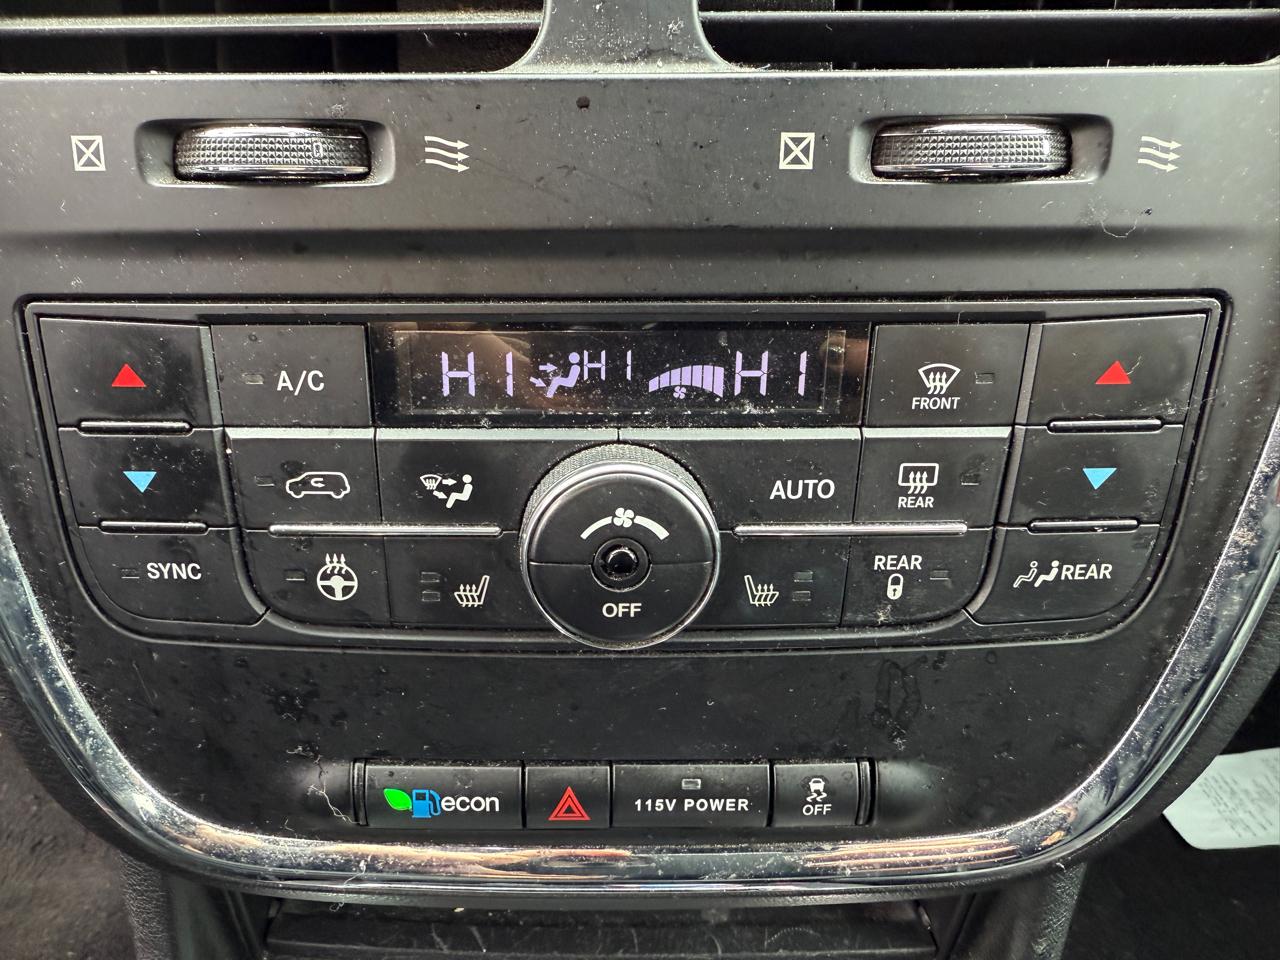 A/C
HI
HI
HI
FRONT
AUTO
REAR
SYNC
OFF
REAR
REAR
econ
115V POWER
OFF